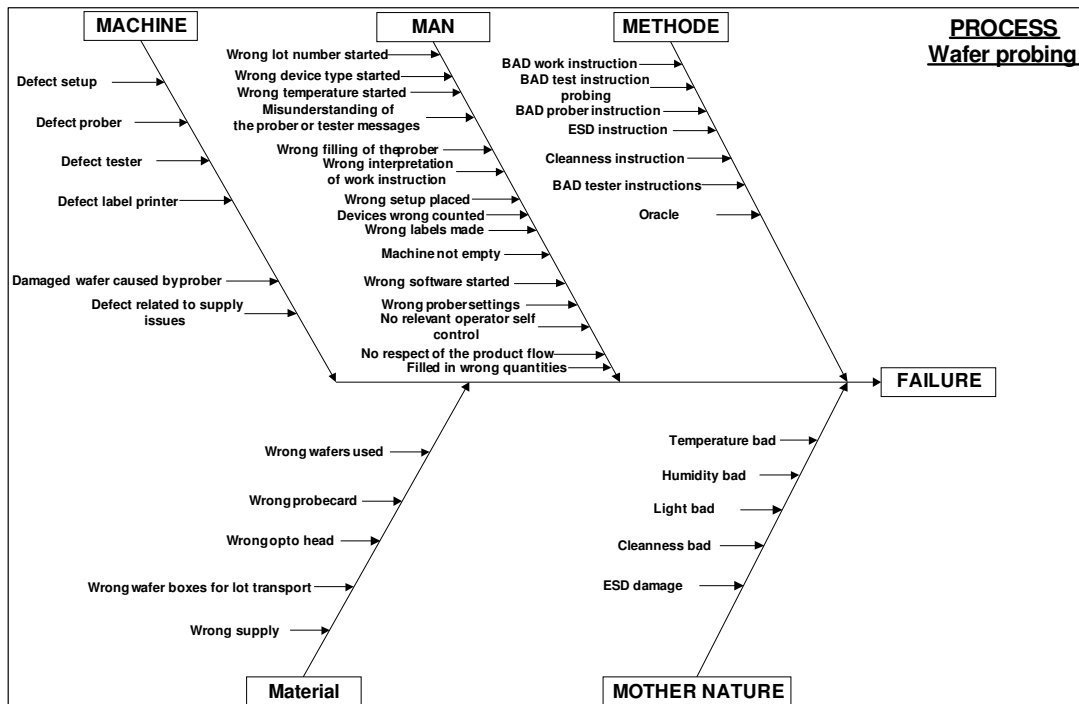 MACHINE
MAN
METHODE
PROCESS
Wafer probing
Defect setup
Defect prober
Defect tester
Defect label printer
Damaged wafer caused by prober
Defect related to supply
issues
Wrong lot number started
Wrong device type started
Wrong temperature started
Misunderstanding of
the prober or tester messages
Wrong filling of the prober
Wrong interpretation
of work instruction
Wrong setup placed
Devices wrong counted
Wrong labels made
Machine not empty
Wrong software started
Wrong prober settings
No relevant operator self
control
No respect of the product flow
Filled in wrong quantities
BAD work instruction
BAD test instruction
probing
BAD prober instruction
ESD instruction
Cleanness instruction
BAD tester instructions
Oracle
FAILURE
Wrong wafers used
Wrong probecard
Wrong opto head
Wrong wafer boxes for lot transport
Wrong supply
Temperature bad
Humidity bad
Light bad
Cleanness bad
ESD damage
Material
MOTHER NATURE